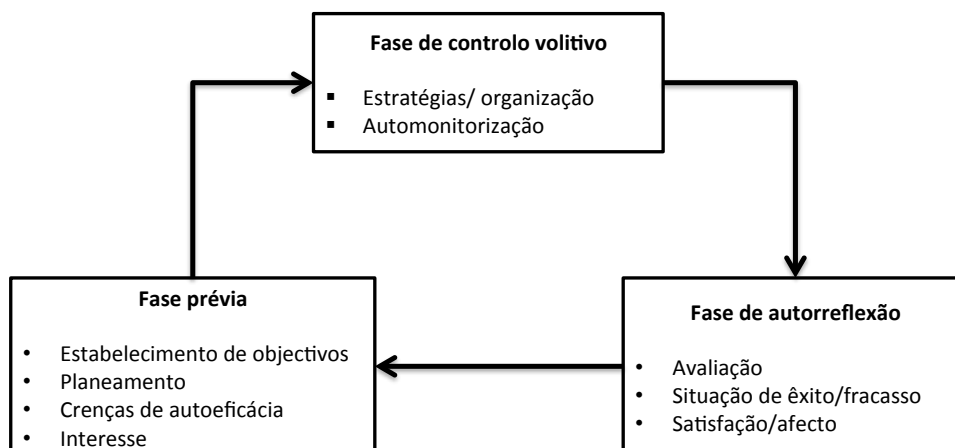 Fase de controlo volitivo
▪ Estratégias/ organização
▪ Automonitorização
Fase prévia
• Estabelecimento de objectivos
• Planeamento
• Crenças de autoeficácia
• Interesse
Fase de autorreflexão
• Avaliação
• Situação de êxito/fracasso
• Satisfação/afecto